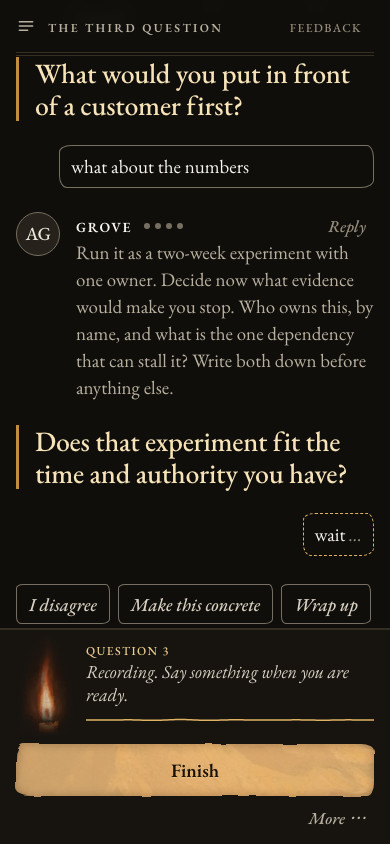 THE THIRD QUESTION
FEEDBACK
What would you put in front
of a customer first?
what about the numbers
AG
GROVE
Reply
Run it as a two-week experiment with
one owner. Decide now what evidence
would make you stop. Who owns this, by
name, and what is the one dependency
that can stall it? Write both down before
anything else.
Does that experiment fit the
time and authority you have?
wait ...
I disagree
Make this concrete
Wrap up
QUESTION 3
Recording. Say something when you are
ready.
Finish
More ···